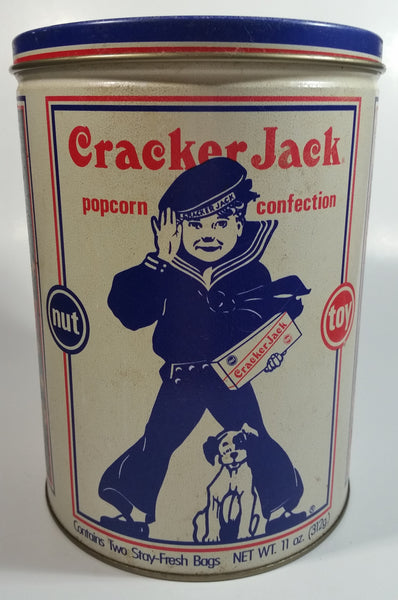 Cracker Jack®
popcorn confection
CRACKER JACK
nut
toy
Cracker Jack
Contains Two Stay-Fresh Bags NET WT. 11 oz. (312g)
®